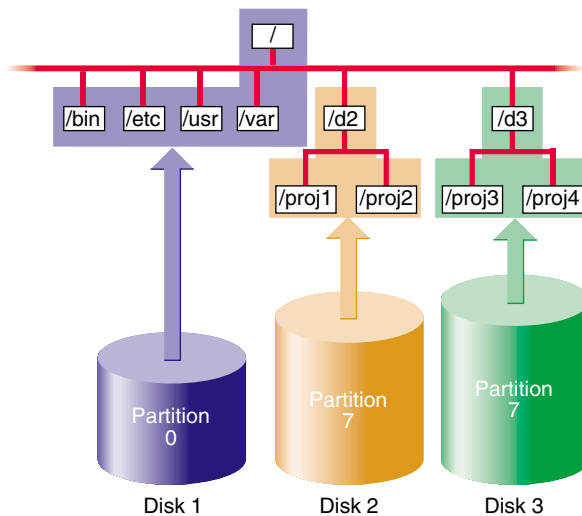 /
/bin /etc /usr /var /d2 /d3
/proj1 /proj2 /proj3 /proj4
Partition
0
Partition
7
Partition
7
Disk 1 Disk 2 Disk 3